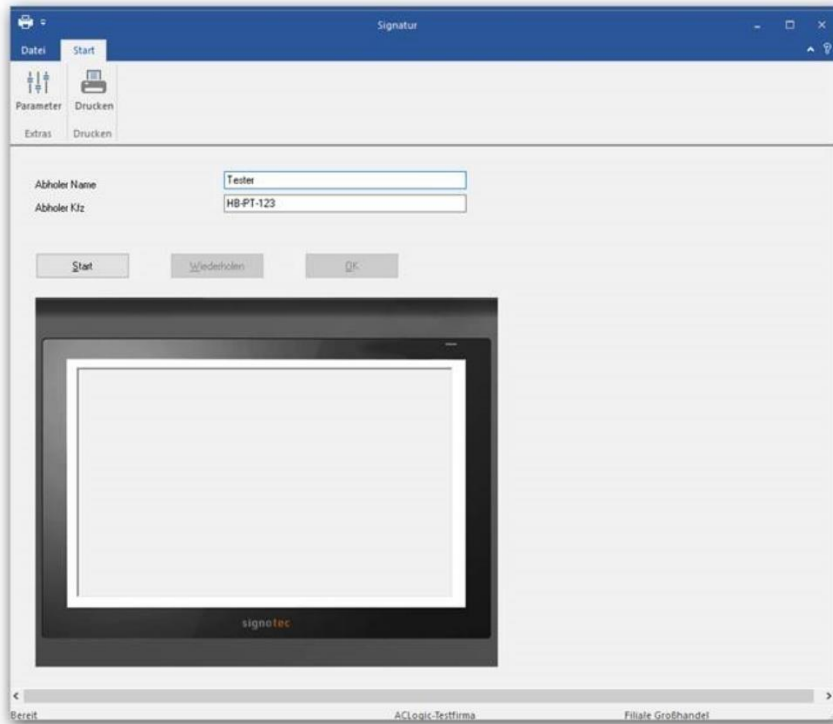 Signatur
Datei Start
Parameter Drucken
Extras Drucken
Abholer Name Tester
Abholer Kfz HB-PT-123
Start Wiederholen OK
signotec
Bereit ACLogic-Testfirma Filiale Großhandel